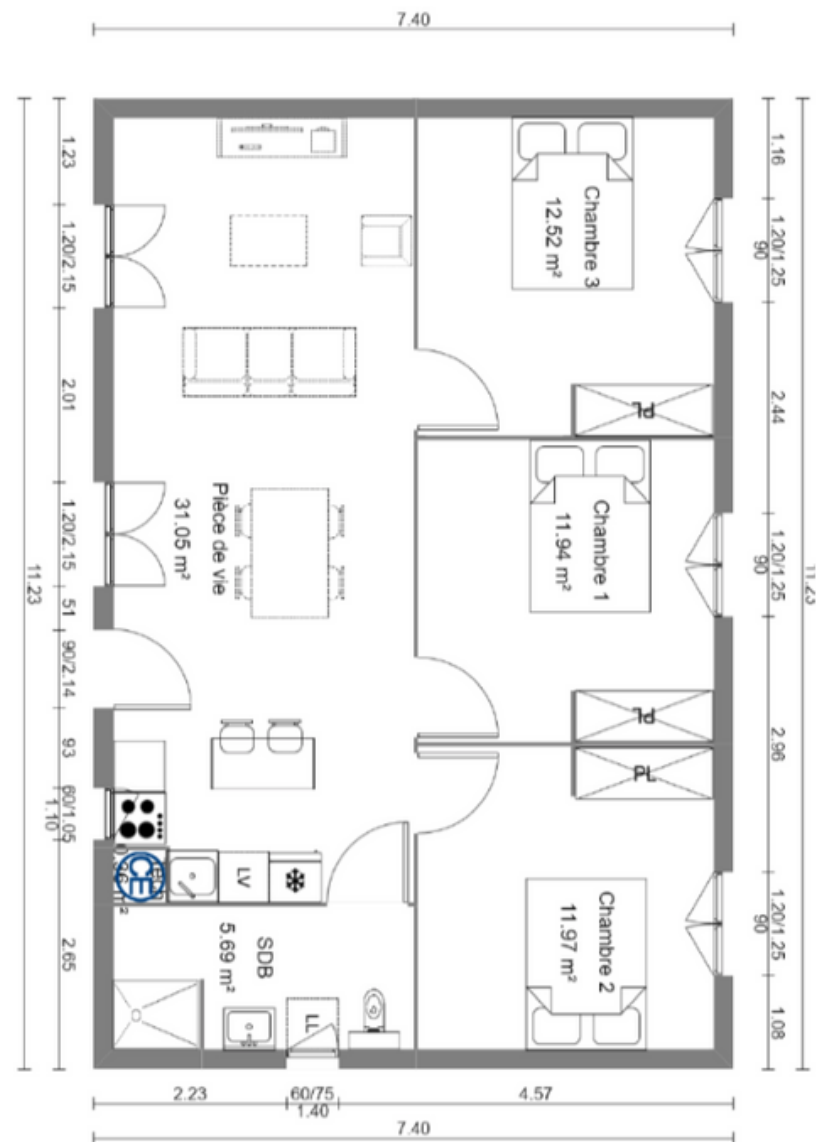 7.40
1.23
1.20/2.15
2.01
1.20/2.15
51
90/2.14
93
60/1.05
1.10
2.65
11.23
1.16
1.20/1.25
90
2.44
1.20/1.25
90
2.96
1.20/1.25
90
1.08
11.23
Chambre 3
12.52 m²
PL
Pièce de vie
31.05 m²
Chambre 1
11.94 m²
PL
PL
LV
CE
SDB
5.69 m²
LL
Chambre 2
11.97 m²
2.23
60/75
1.40
4.57
7.40